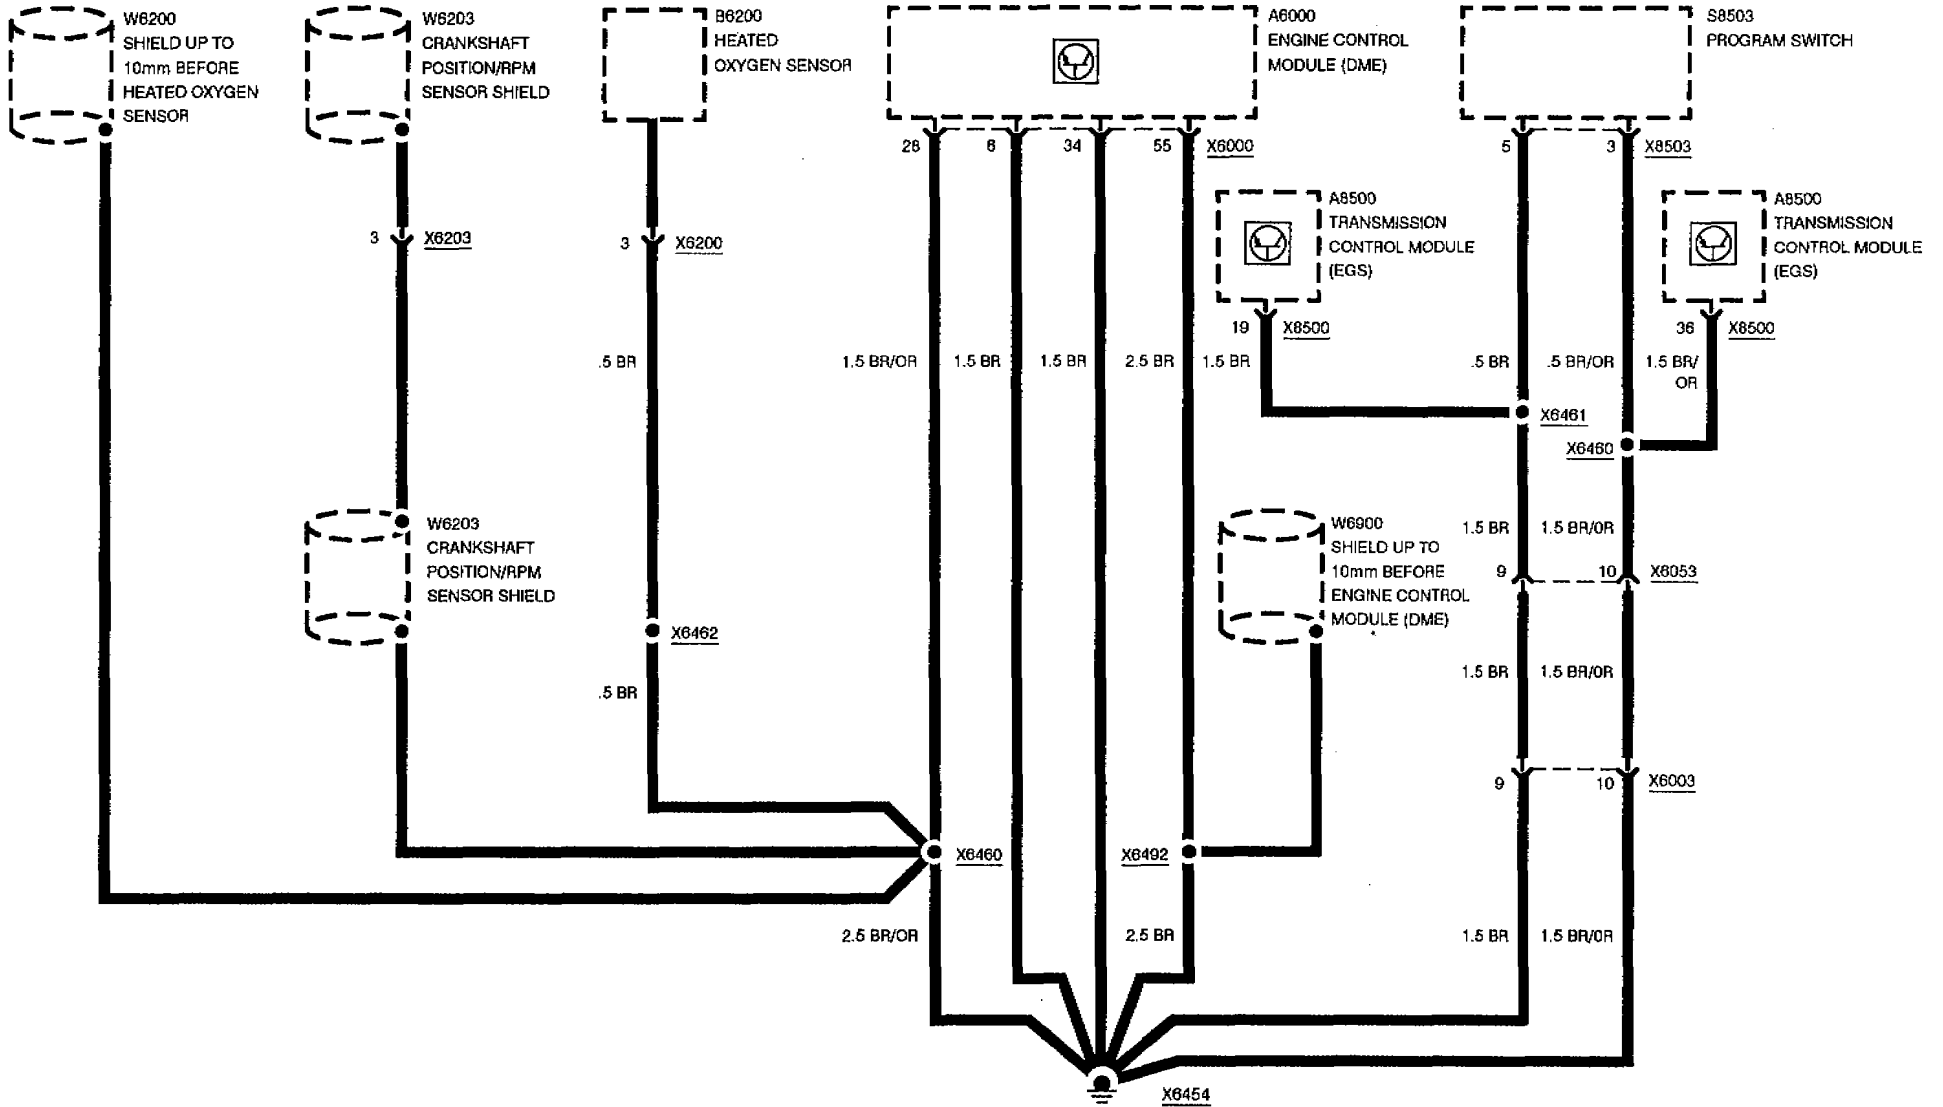 W6200
SHIELD UP TO
10mm BEFORE
HEATED OXYGEN
SENSOR
W6203
CRANKSHAFT
POSITION/RPM
SENSOR SHIELD
B6200
HEATED
OXYGEN SENSOR
A6000
ENGINE CONTROL
MODULE (DME)
S8503
PROGRAM SWITCH
28
6
34
55
X6000
5
3
X8503
A8500
TRANSMISSION
CONTROL MODULE
(EGS)
A8500
TRANSMISSION
CONTROL MODULE
(EGS)
3
X6203
3
X6200
19
X8500
36
X8500
.5 BR
1.5 BR/OR
1.5 BR
1.5 BR
2.5 BR
1.5 BR
.5 BR
.5 BR/OR
1.5 BR/
OR
X6461
X6460
W6203
CRANKSHAFT
POSITION/RPM
SENSOR SHIELD
W6900
SHIELD UP TO
10mm BEFORE
ENGINE CONTROL
MODULE (DME)
1.5 BR
1.5 BR/OR
9
10
X6053
X6462
1.5 BR
1.5 BR/OR
.5 BR
9
10
X6003
X6460
X6492
2.5 BR/OR
2.5 BR
1.5 BR
1.5 BR/OR
X6454